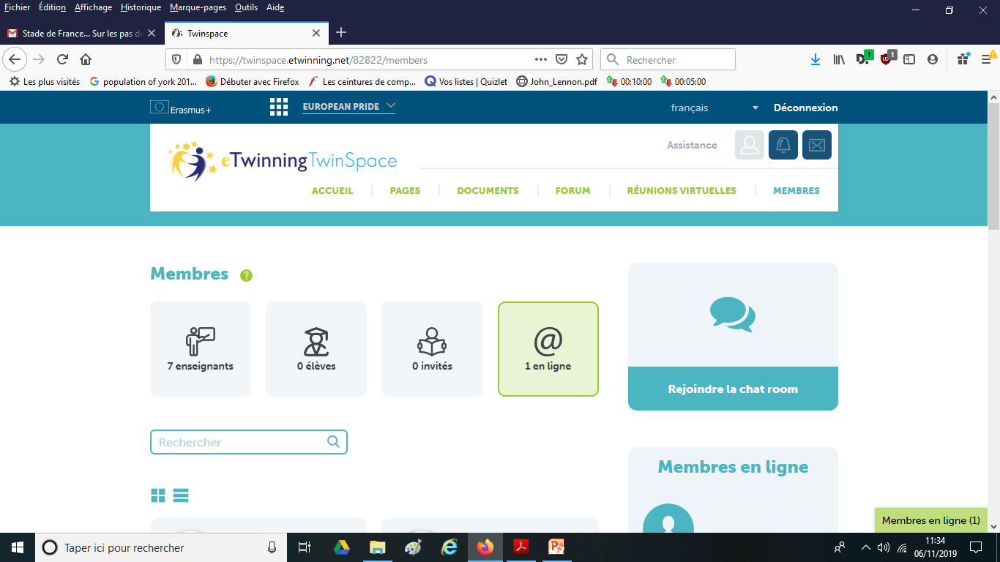 Fichier Édition Affichage Historique Marque-pages Outils Aide
Stade de France... Sur les pas de
Twinspace
https://twinspace.etwinning.net/82822/members
Rechercher
1
1
Les plus visités
population of york 201...
Débuter avec Firefox
Les ceintures de comp...
Vos listes | Quizlet
John_Lennon.pdf
00:10:00
00:05:00
Erasmus+
EUROPEAN PRIDE
français
Déconnexion
eTwinning TwinSpace
Assistance
ACCUEIL
PAGES
DOCUMENTS
FORUM
RÉUNIONS VIRTUELLES
MEMBRES
Membres ?
7 enseignants
0 élèves
0 invités
@
1 en ligne
Rejoindre la chat room
Rechercher
Membres en ligne
Membres en ligne (1)
Taper ici pour rechercher
11:34
06/11/2019